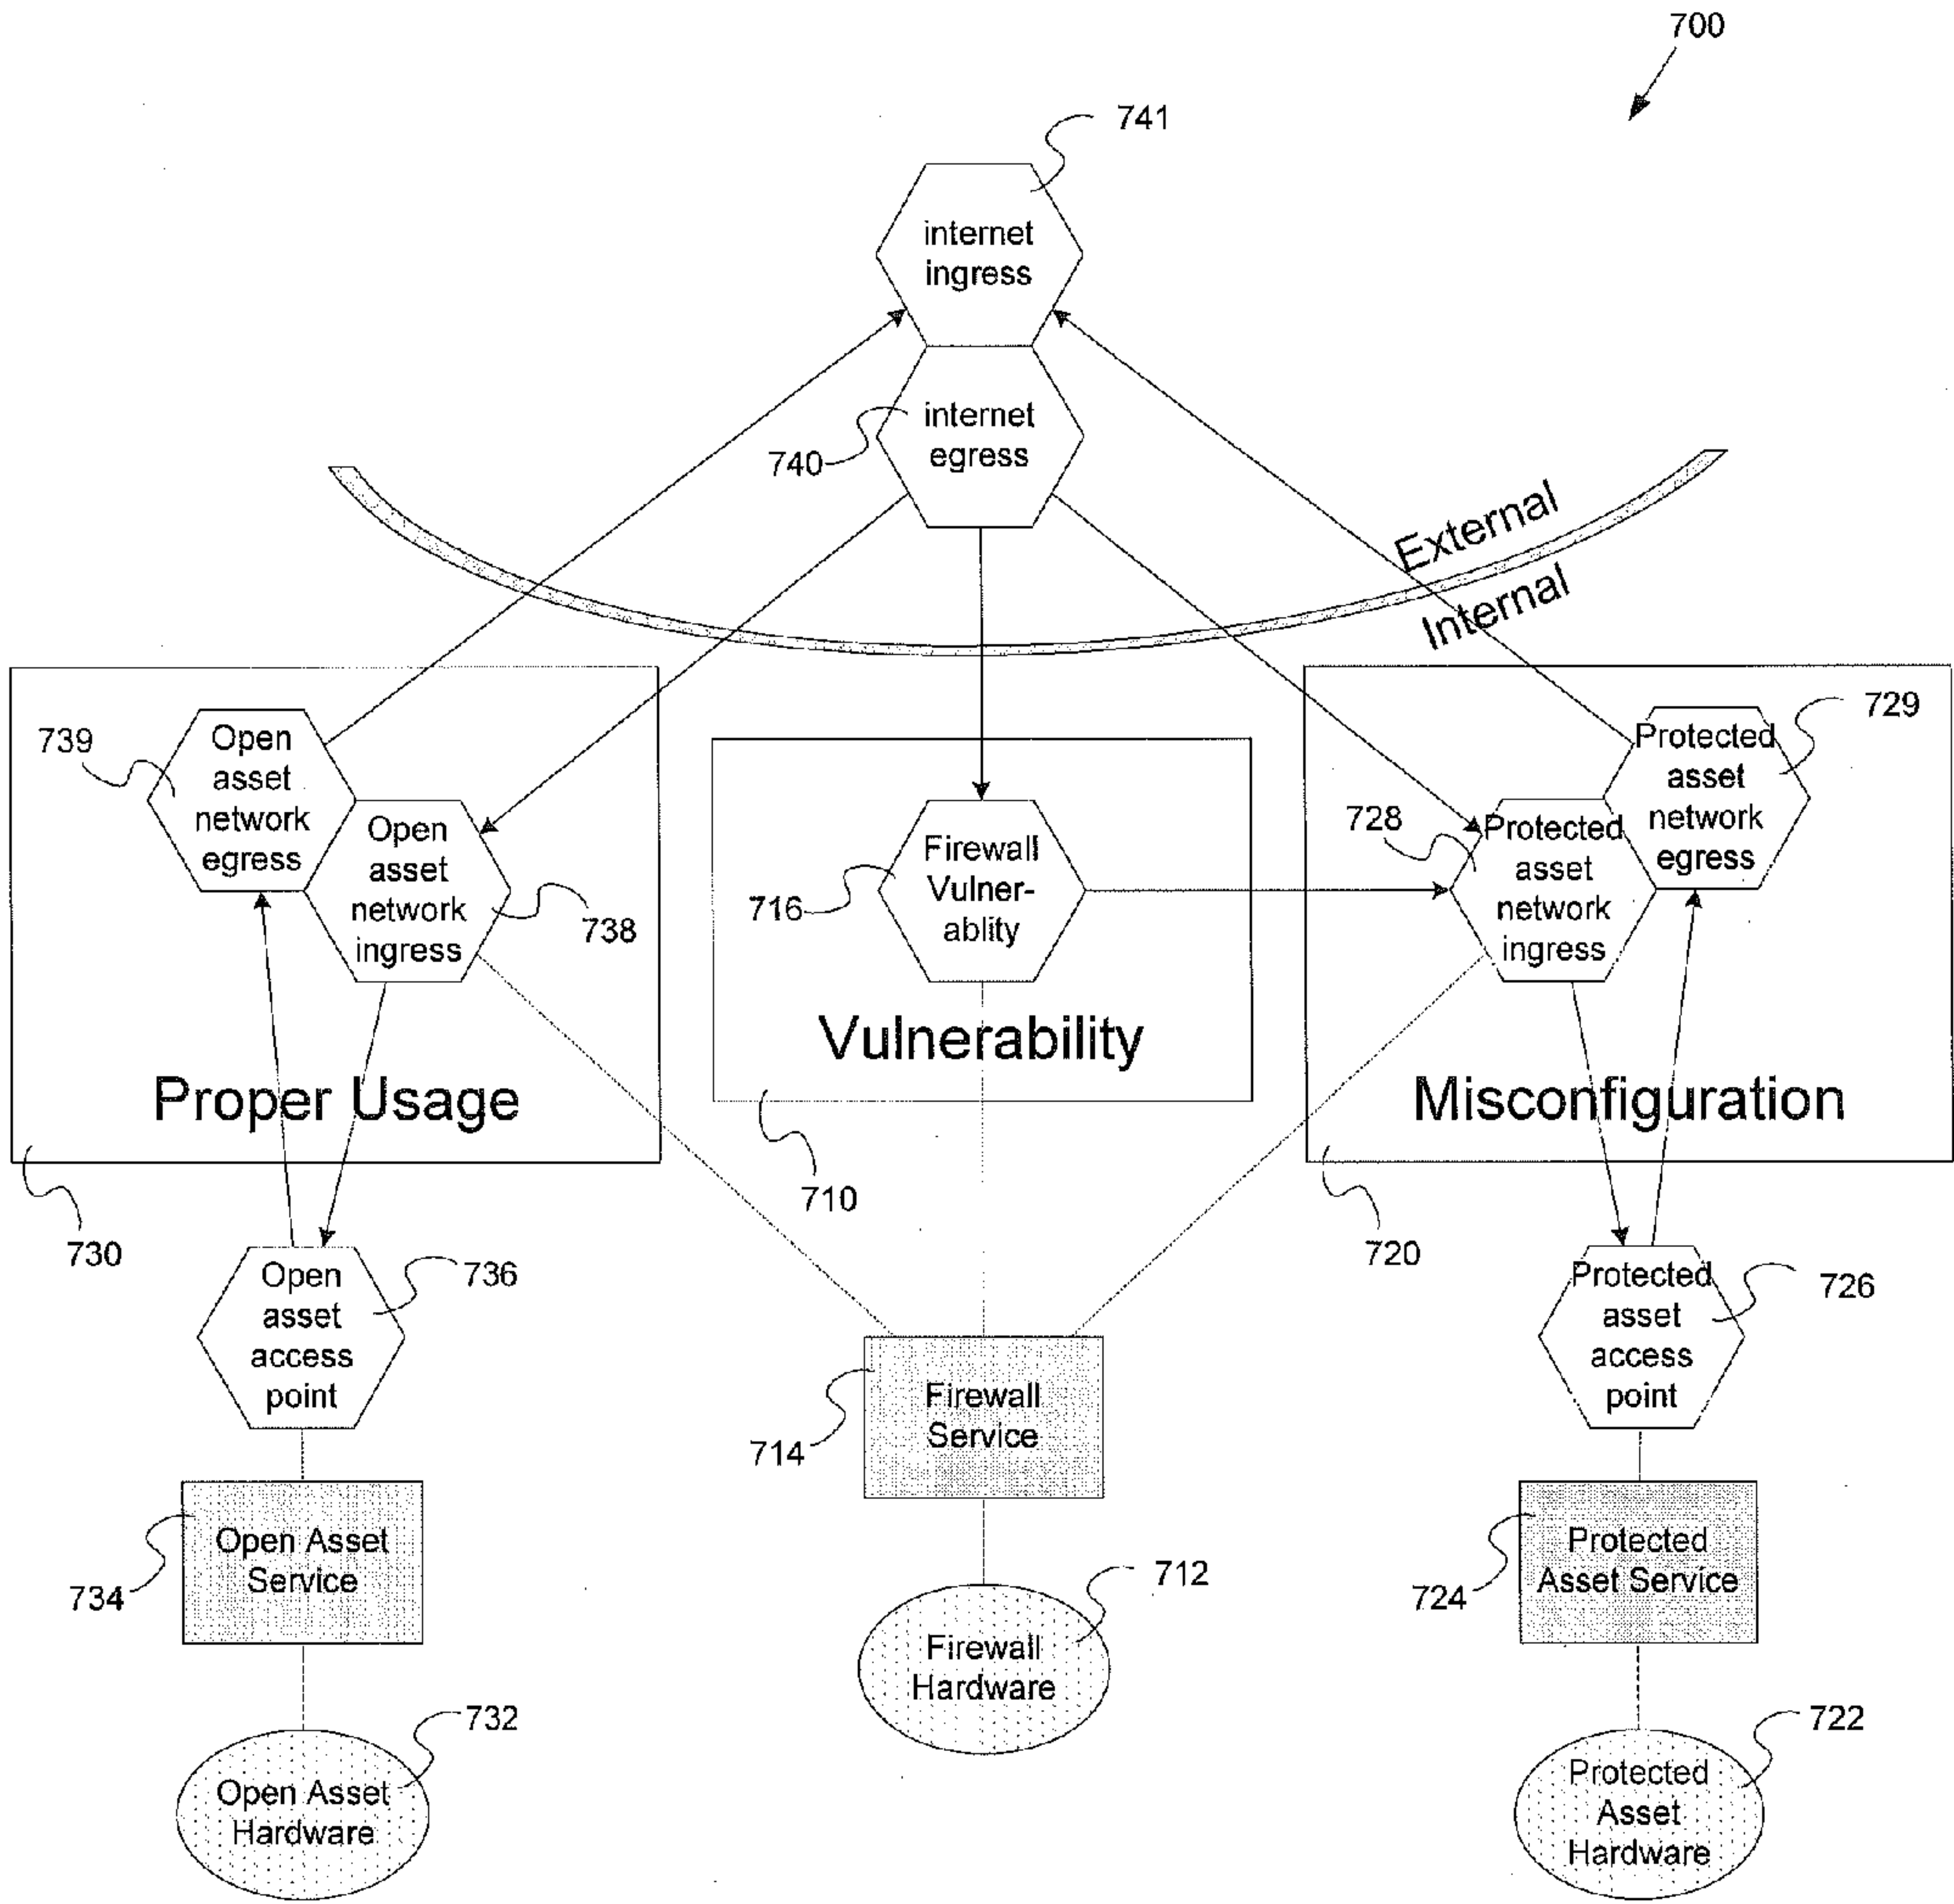 700
741
internet
ingress
internet
egress
740
External
Internal
739
Open
asset
network
egress
Open
asset
network
ingress
738
Proper Usage
730
716
Firewall
Vulner-
ablity
Vulnerability
710
729
Protected
asset
network
egress
728
Protected
asset
network
ingress
Misconfiguration
720
Open
asset
access
point
736
Open Asset
Service
734
Open Asset
Hardware
732
Firewall
Service
714
Firewall
Hardware
712
Protected
asset
access
point
726
Protected
Asset Service
724
Protected
Asset
Hardware
722